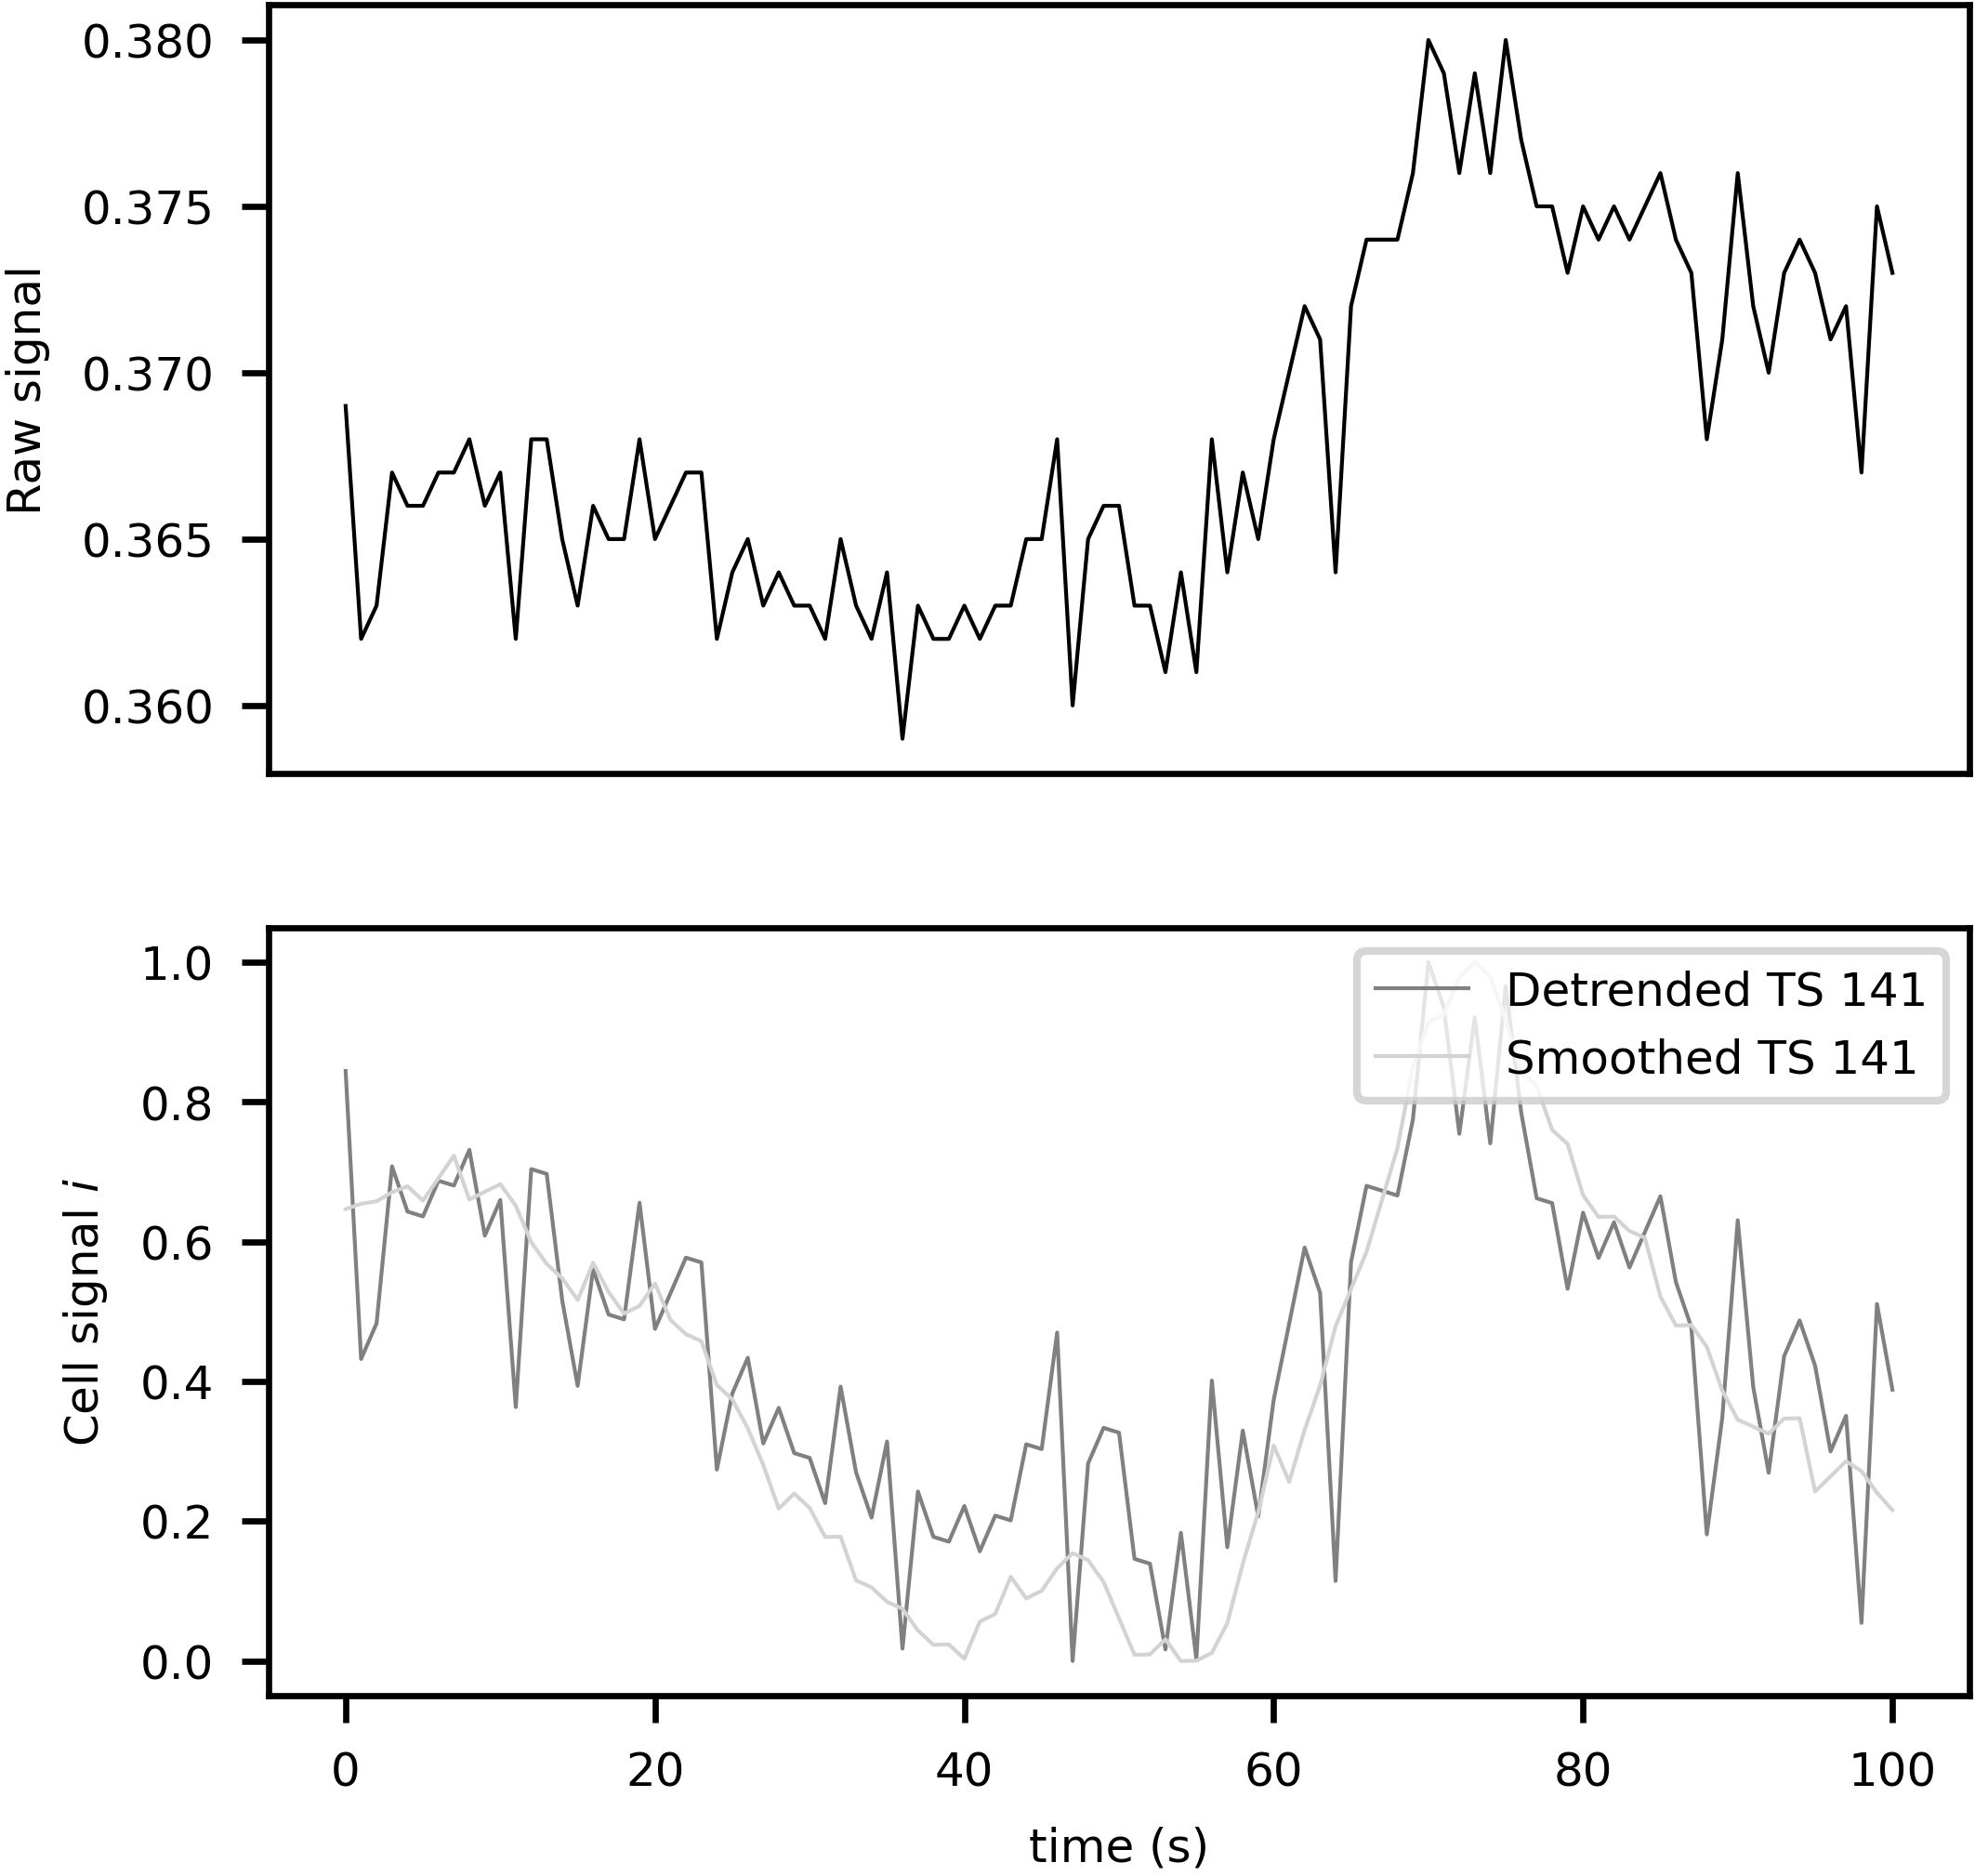 0.380
0.375
0.370
0.365
0.360
Raw signal
1.0
0.8
0.6
0.4
0.2
0.0
Cell signal i
Detrended TS 141
Smoothed TS 141
0 20 40 60 80 100
time (s)